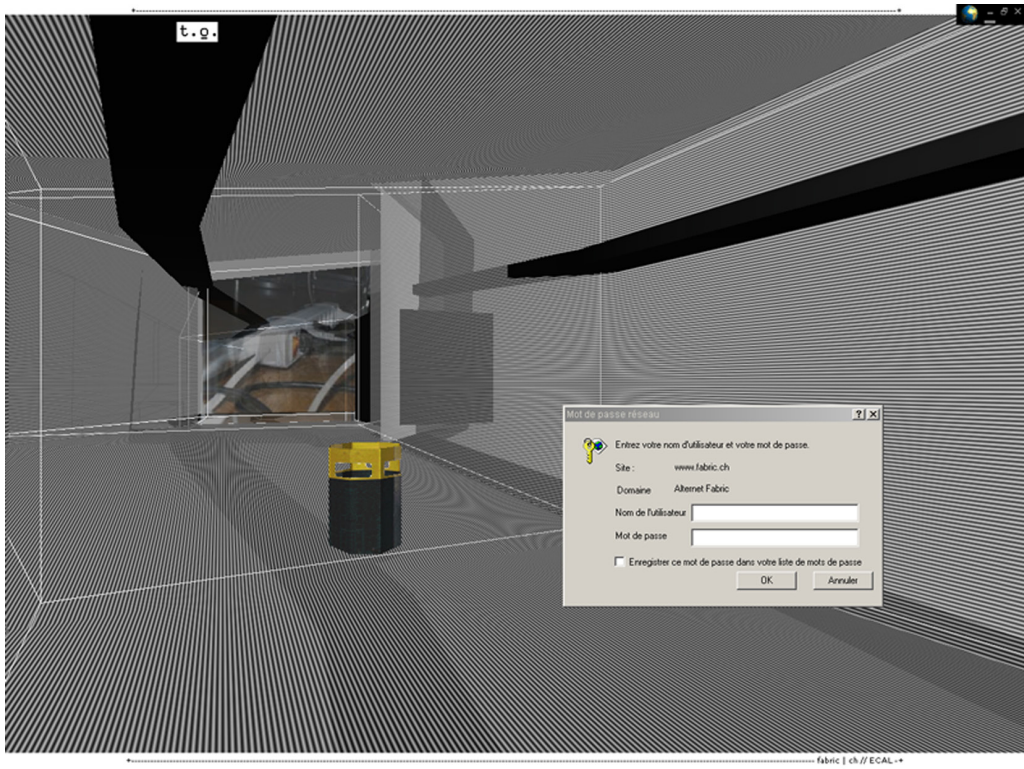 t.o.
Mot de passe réseau
Entrez votre nom d'utilisateur et votre mot de passe.
Site : www.fabric.ch
Domaine Alternet Fabric
Nom de l'utilisateur
Mot de passe
Enregistrer ce mot de passe dans votre liste de mots de passe
OK Annuler
fabric | ch // ECAL